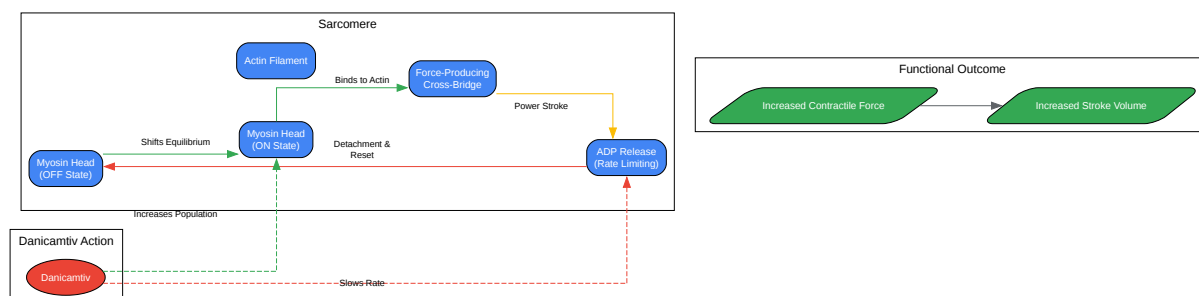 Sarcomere
Actin Filament
Binds to Actin
Force-Producing
Cross-Bridge
Power Stroke
Myosin Head
(ON State)
Shifts Equilibrium
Myosin Head
(OFF State)
Detachment &
Reset
ADP Release
(Rate Limiting)
Increases Population
Danicamtiv Action
Danicamtiv
Slows Rate
Functional Outcome
Increased Contractile Force
Increased Stroke Volume